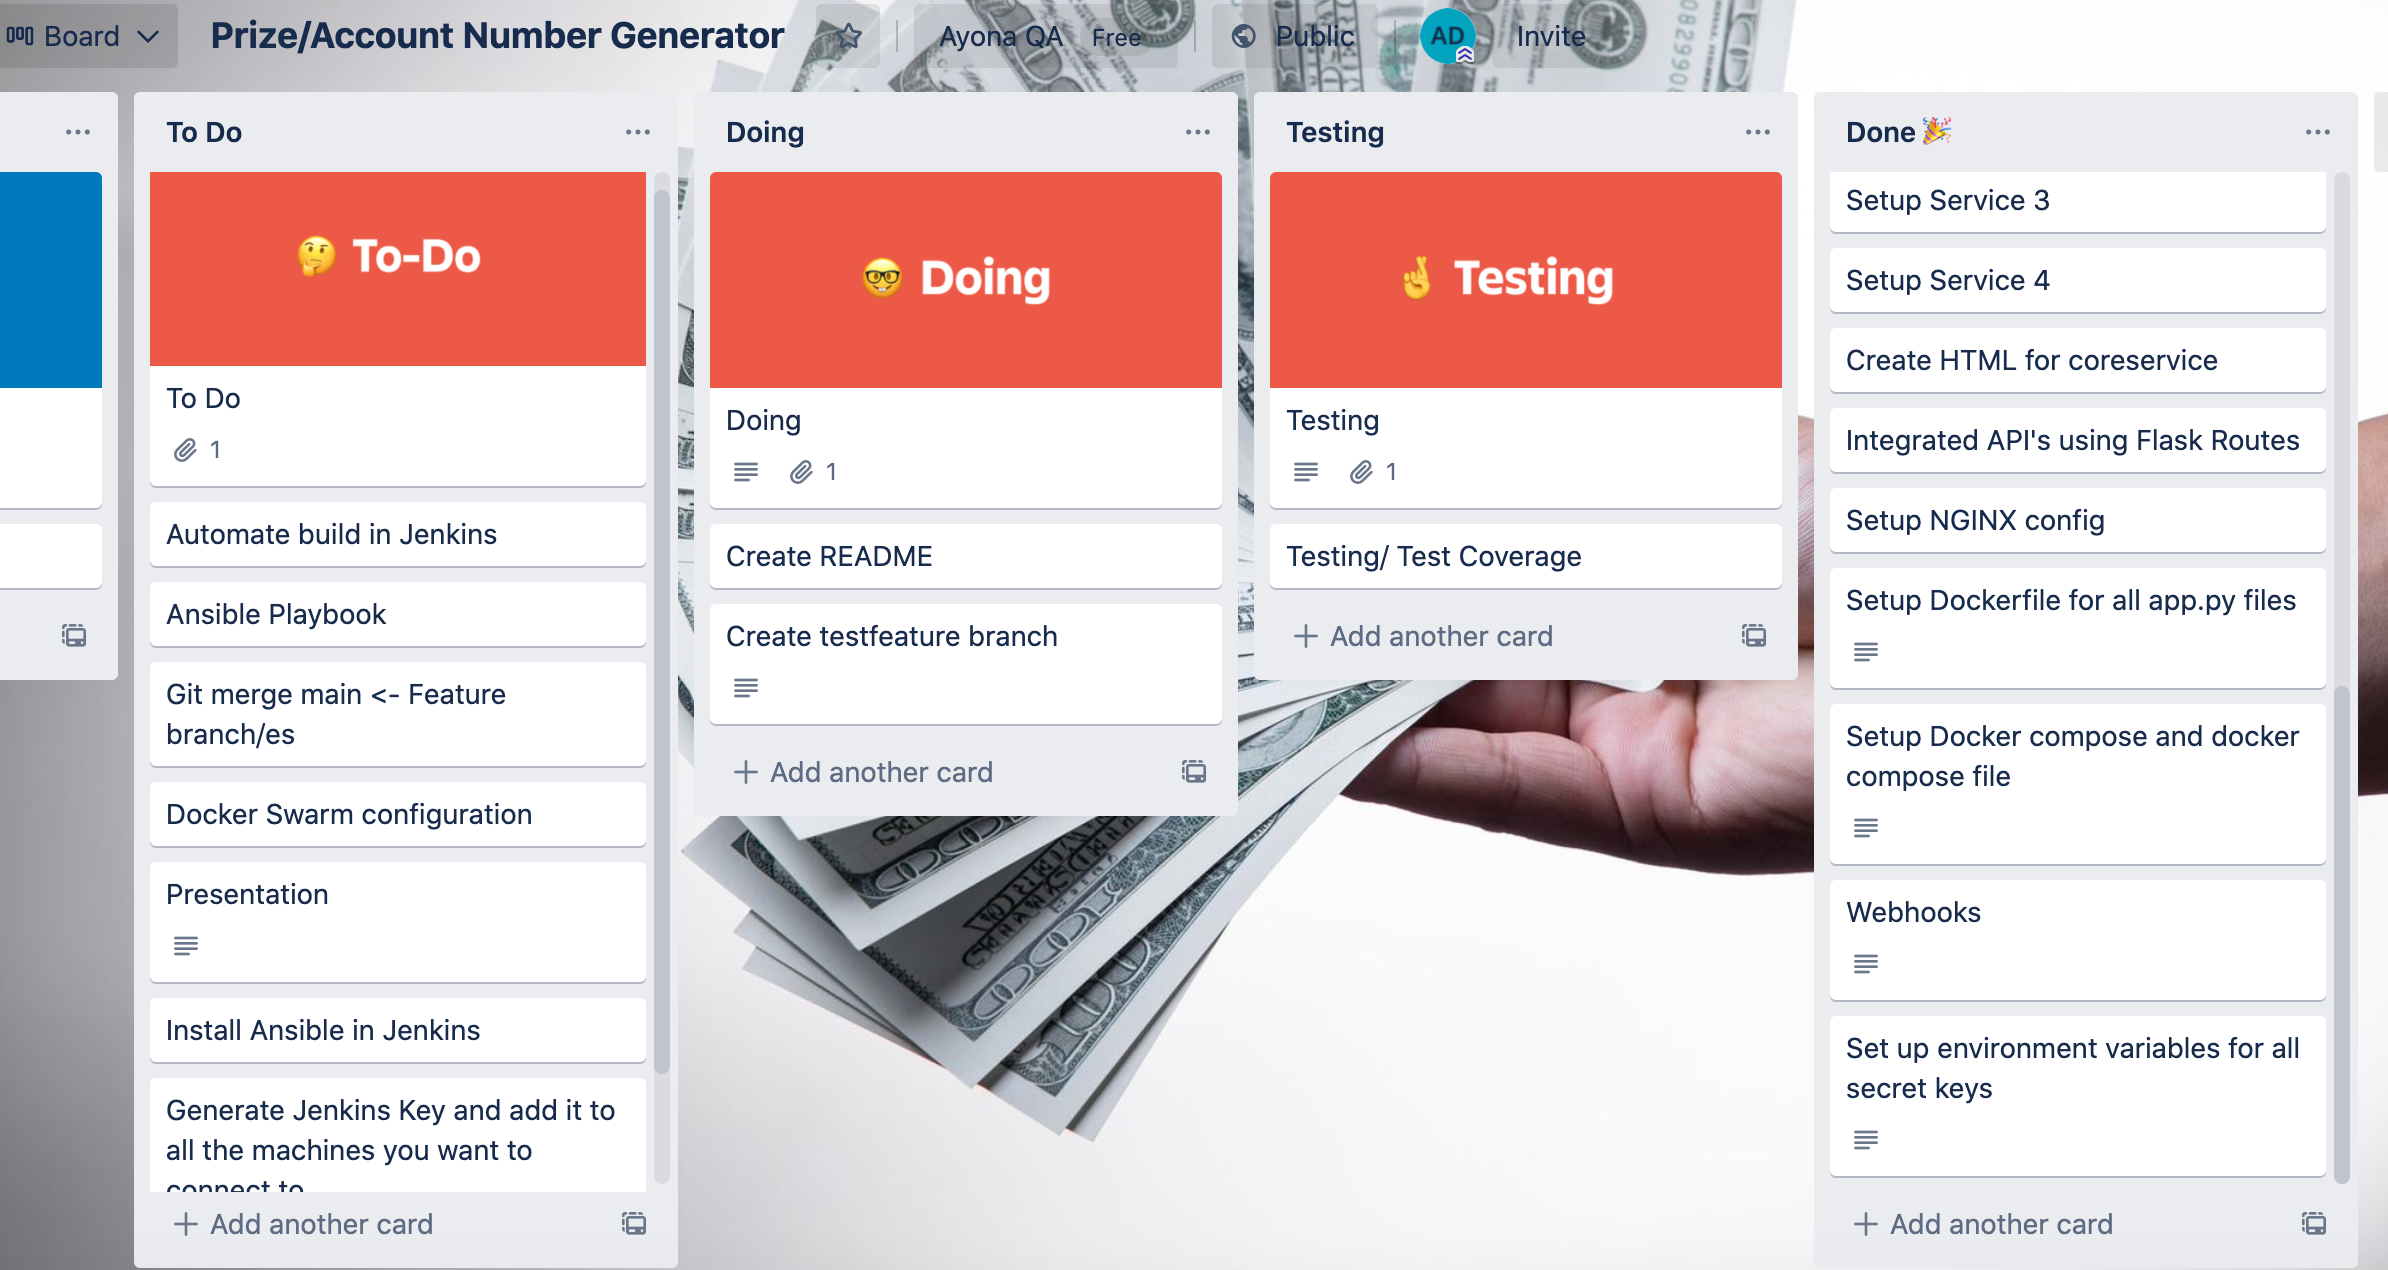 Board
Prize/Account Number Generator
Ayona QA Free
Public
AD
Invite
To Do
🤔 To-Do
To Do
1
Automate build in Jenkins
Ansible Playbook
Git merge main <- Feature
branch/es
Docker Swarm configuration
Presentation
Install Ansible in Jenkins
Generate Jenkins Key and add it to
all the machines you want to
connect to
+ Add another card
Doing
🤓 Doing
Doing
1
Create README
Create testfeature branch
+ Add another card
Testing
🤞 Testing
Testing
1
Testing/ Test Coverage
+ Add another card
Done🎉
Setup Service 3
Setup Service 4
Create HTML for coreservice
Integrated API's using Flask Routes
Setup NGINX config
Setup Dockerfile for all app.py files
Setup Docker compose and docker
compose file
Webhooks
Set up environment variables for all
secret keys
+ Add another card